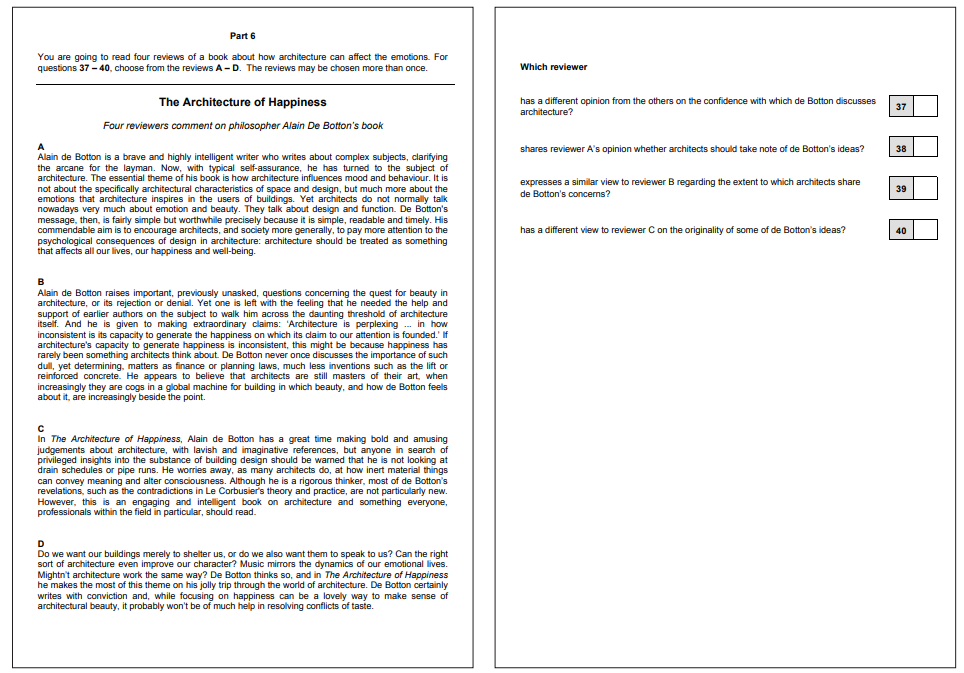 Part 6
You are going to read four reviews of a book about how architecture can affect the emotions. For
questions 37 – 40, choose from the reviews A – D. The reviews may be chosen more than once.
The Architecture of Happiness
Four reviewers comment on philosopher Alain De Botton's book
A
Alain de Botton is a brave and highly intelligent writer who writes about complex subjects, clarifying
the arcane for the layman. Now, with typical self-assurance, he has turned to the subject of
architecture. The essential theme of his book is how architecture influences mood and behaviour. It is
not about the specifically architectural characteristics of space and design, but much more about the
emotions that architecture inspires in the users of buildings. Yet architects do not normally talk
nowadays very much about emotion and beauty. They talk about design and function. De Botton's
message, then, is fairly simple but worthwhile precisely because it is simple, readable and timely. His
commendable aim is to encourage architects, and society more generally, to pay more attention to the
psychological consequences of design in architecture: architecture should be treated as something
that affects all our lives, our happiness and well-being.
B
Alain de Botton raises important, previously unasked, questions concerning the quest for beauty in
architecture, or its rejection or denial. Yet one is left with the feeling that he needed the help and
support of earlier authors on the subject to walk him across the daunting threshold of architecture
itself. And he is given to making extraordinary claims: 'Architecture is perplexing ... in how
inconsistent is its capacity to generate the happiness on which its claim to our attention is founded.' If
architecture's capacity to generate happiness is inconsistent, this might be because happiness has
rarely been something architects think about. De Botton never once discusses the importance of such
dull, yet determining, matters as finance or planning laws, much less inventions such as the lift or
reinforced concrete. He appears to believe that architects are still masters of their art, when
increasingly they are cogs in a global machine for building in which beauty, and how de Botton feels
about it, are increasingly beside the point.
C
In The Architecture of Happiness, Alain de Botton has a great time making bold and amusing
judgements about architecture, with lavish and imaginative references, but anyone in search of
privileged insights into the substance of building design should be warned that he is not looking at
drain schedules or pipe runs. He worries away, as many architects do, at how inert material things
can convey meaning and alter consciousness. Although he is a rigorous thinker, most of de Botton's
revelations, such as the contradictions in Le Corbusier's theory and practice, are not particularly new.
However, this is an engaging and intelligent book on architecture and something everyone,
professionals within the field in particular, should read.
D
Do we want our buildings merely to shelter us, or do we also want them to speak to us? Can the right
sort of architecture even improve our character? Music mirrors the dynamics of our emotional lives.
Mightn't architecture work the same way? De Botton thinks so, and in The Architecture of Happiness
he makes the most of this theme on his jolly trip through the world of architecture. De Botton certainly
writes with conviction and, while focusing on happiness can be a lovely way to make sense of
architectural beauty, it probably won't be of much help in resolving conflicts of taste.
Which reviewer
has a different opinion from the others on the confidence with which de Botton discusses
architecture?
37
shares reviewer A's opinion whether architects should take note of de Botton's ideas?
38
expresses a similar view to reviewer B regarding the extent to which architects share
de Botton's concerns?
39
has a different view to reviewer C on the originality of some of de Botton's ideas?
40